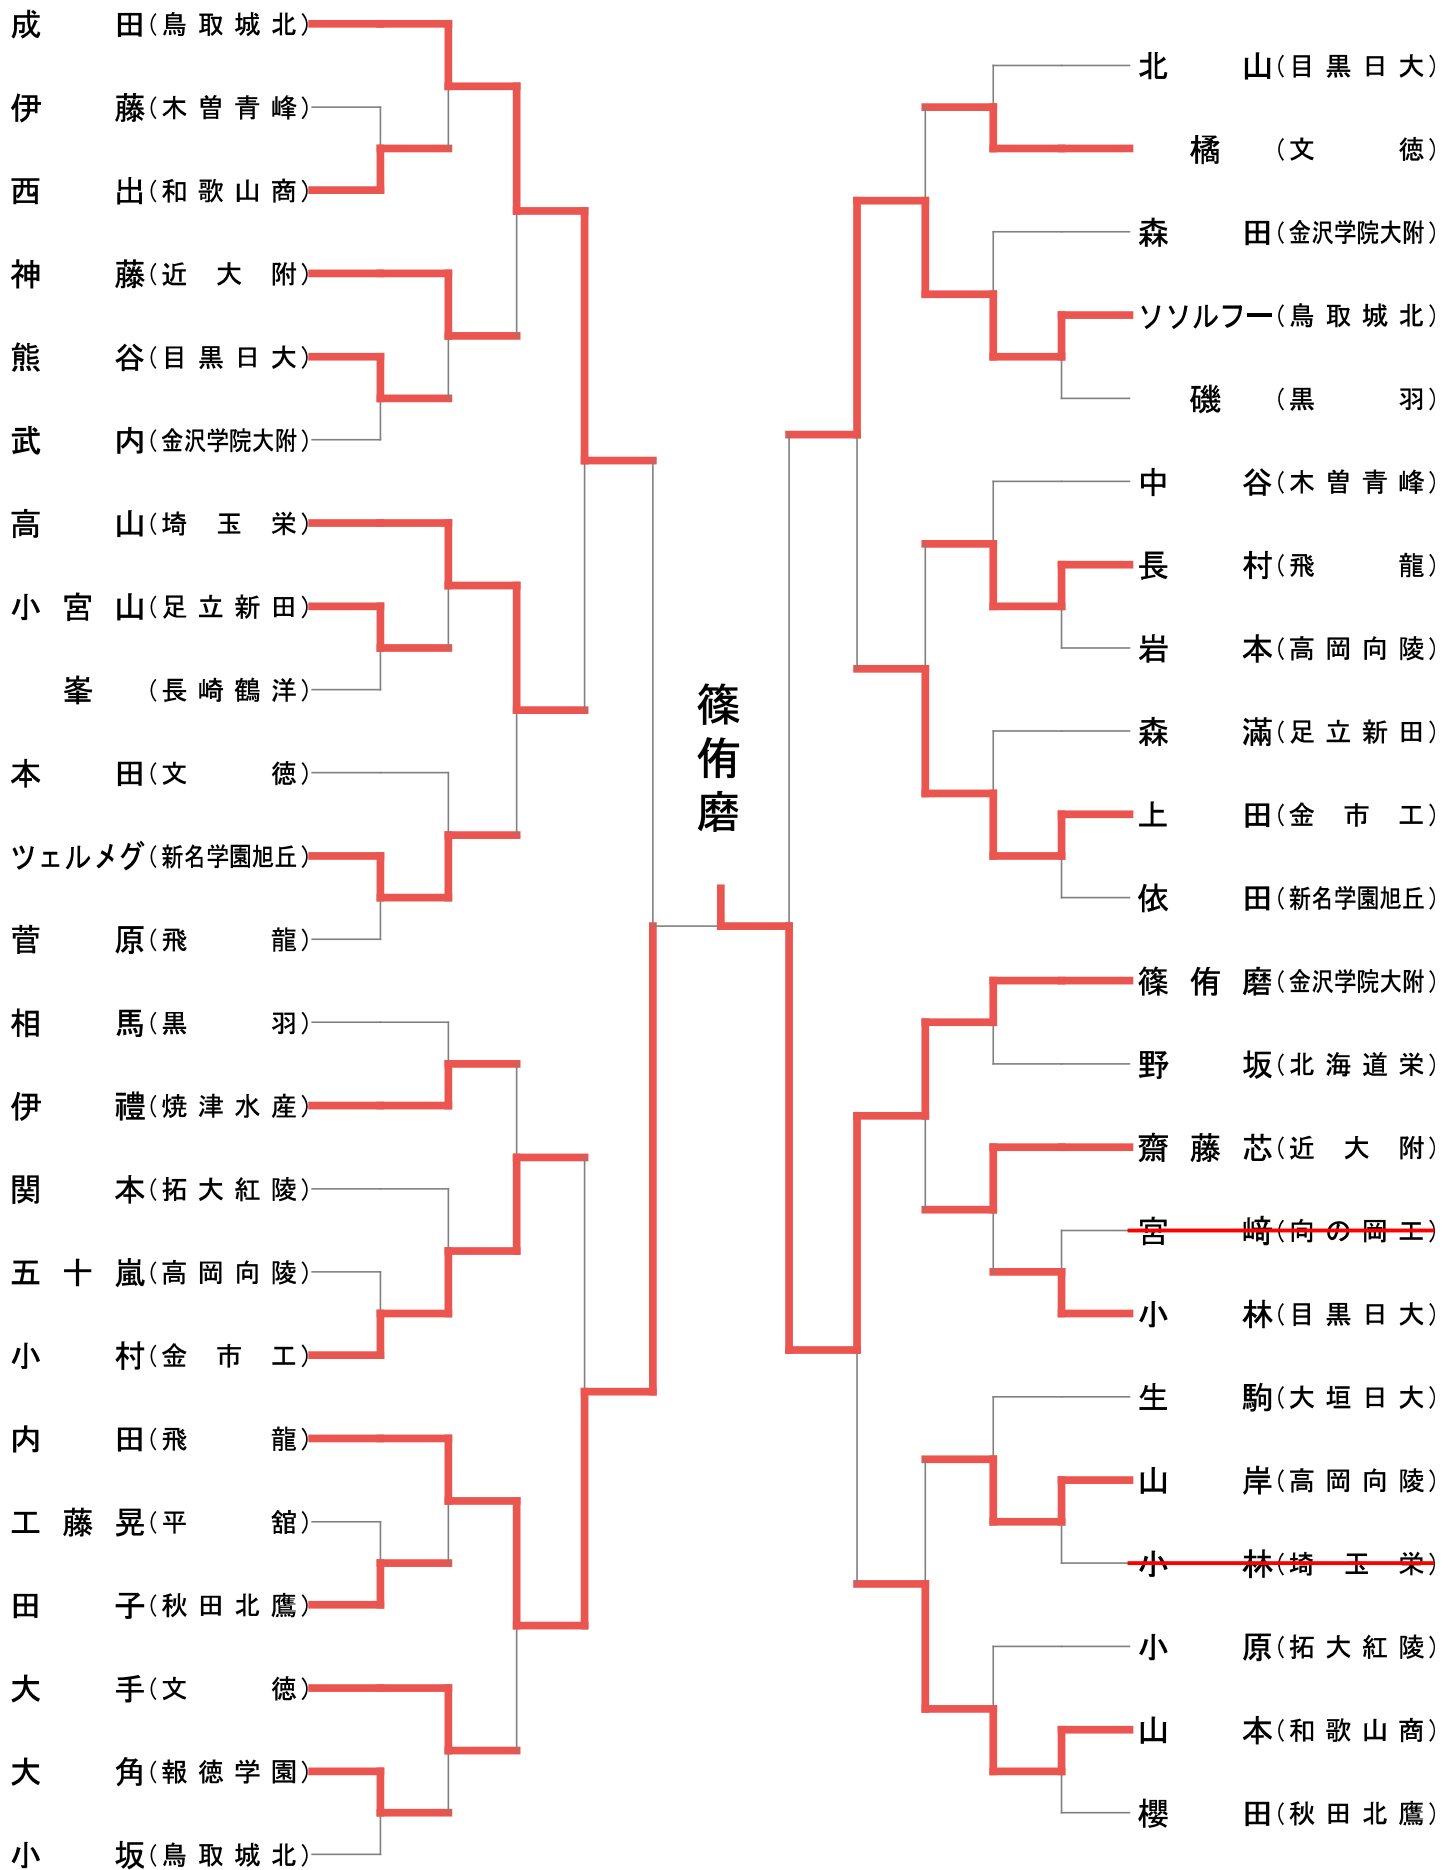 成田(鳥取城北)
伊藤(木曽青峰)
西出(和歌山商)
神藤(近大附)
熊谷(目黒日大)
武内(金沢学院大附)
高山(埼玉栄)
小宮山(足立新田)
峯(長崎鶴洋)
本田(文徳)
ツェルメグ(新名学園旭丘)
菅原(飛龍)
相馬(黒羽)
伊禮(焼津水産)
関本(拓大紅陵)
五十嵐(高岡向陵)
小村(金市工)
内田(飛龍)
工藤晃(平舘)
田子(秋田北鷹)
大手(文徳)
大角(報徳学園)
小坂(鳥取城北)
篠侑磨
北山(目黒日大)
橘(文徳)
森田(金沢学院大附)
ソソルフー(鳥取城北)
磯(黒羽)
中谷(木曽青峰)
長村(飛龍)
岩本(高岡向陵)
森滿(足立新田)
上田(金市工)
依田(新名学園旭丘)
篠侑磨(金沢学院大附)
野坂(北海道栄)
齋藤芯(近大附)
宮﨑(向の岡工)
小林(目黒日大)
生駒(大垣日大)
山岸(高岡向陵)
小林(埼玉栄)
小原(拓大紅陵)
山本(和歌山商)
櫻田(秋田北鷹)